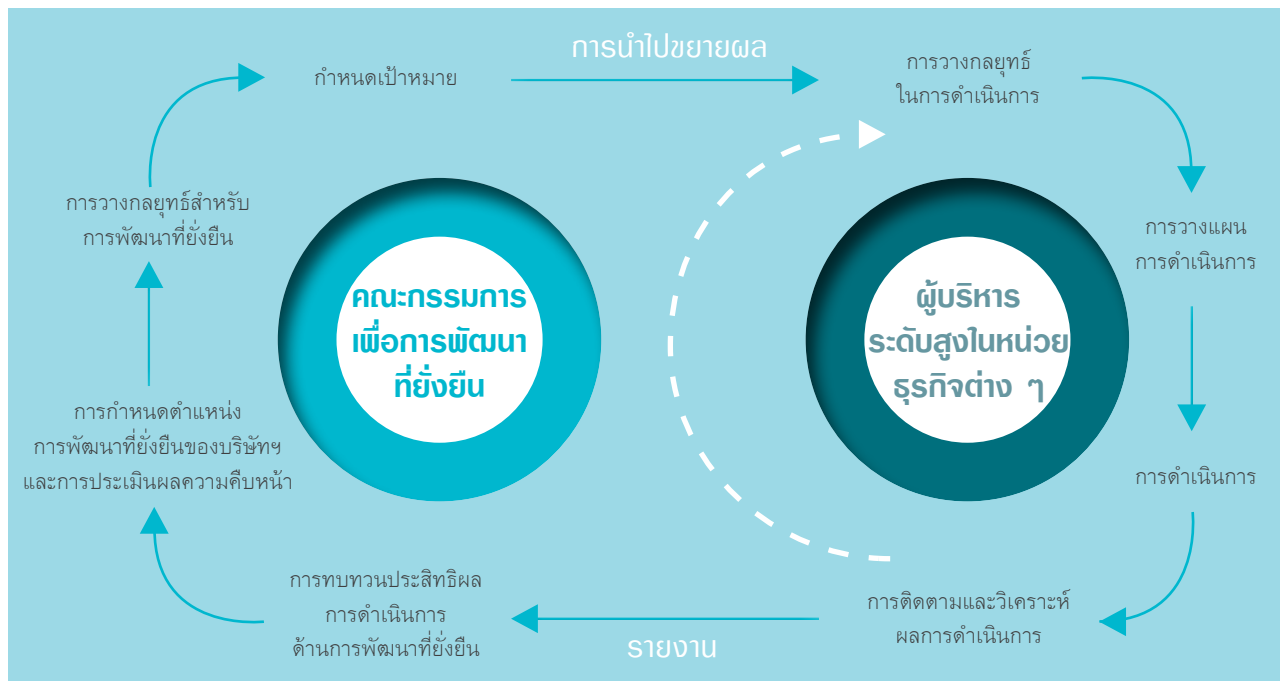 การนำไปขยายผล
กำหนดเป้าหมาย
การวางกลยุทธ์
ในการดำเนินการ
การวางกลยุทธ์สำหรับ
การพัฒนาที่ยั่งยืน
การวางแผน
การดำเนินการ
คณะกรรมการ
เพื่อการพัฒนา
ที่ยั่งยืน
ผู้บริหาร
ระดับสูงในหน่วย
ธุรกิจต่าง ๆ
การกำหนดตำแหน่ง
การพัฒนาที่ยั่งยืนของบริษัทฯ
และการประเมินผลความคืบหน้า
การดำเนินการ
การทบทวนประสิทธิผล
การดำเนินการ
ด้านการพัฒนาที่ยั่งยืน
การติดตามและวิเคราะห์
ผลการดำเนินการ
รายงาน